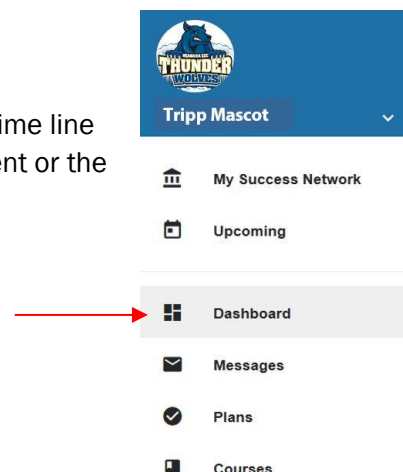 THUNDER
WOLVES
Tripp Mascot
ime line
ent or the
My Success Network
Upcoming
Dashboard
Messages
Plans
Courses